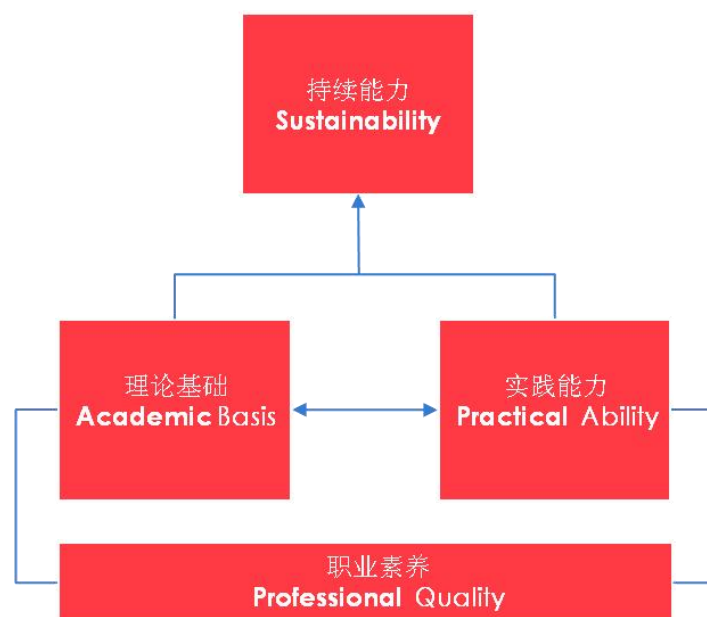 持续能力
Sustainability
理论基础
Academic Basis
实践能力
Practical Ability
职业素养
Professional Quality